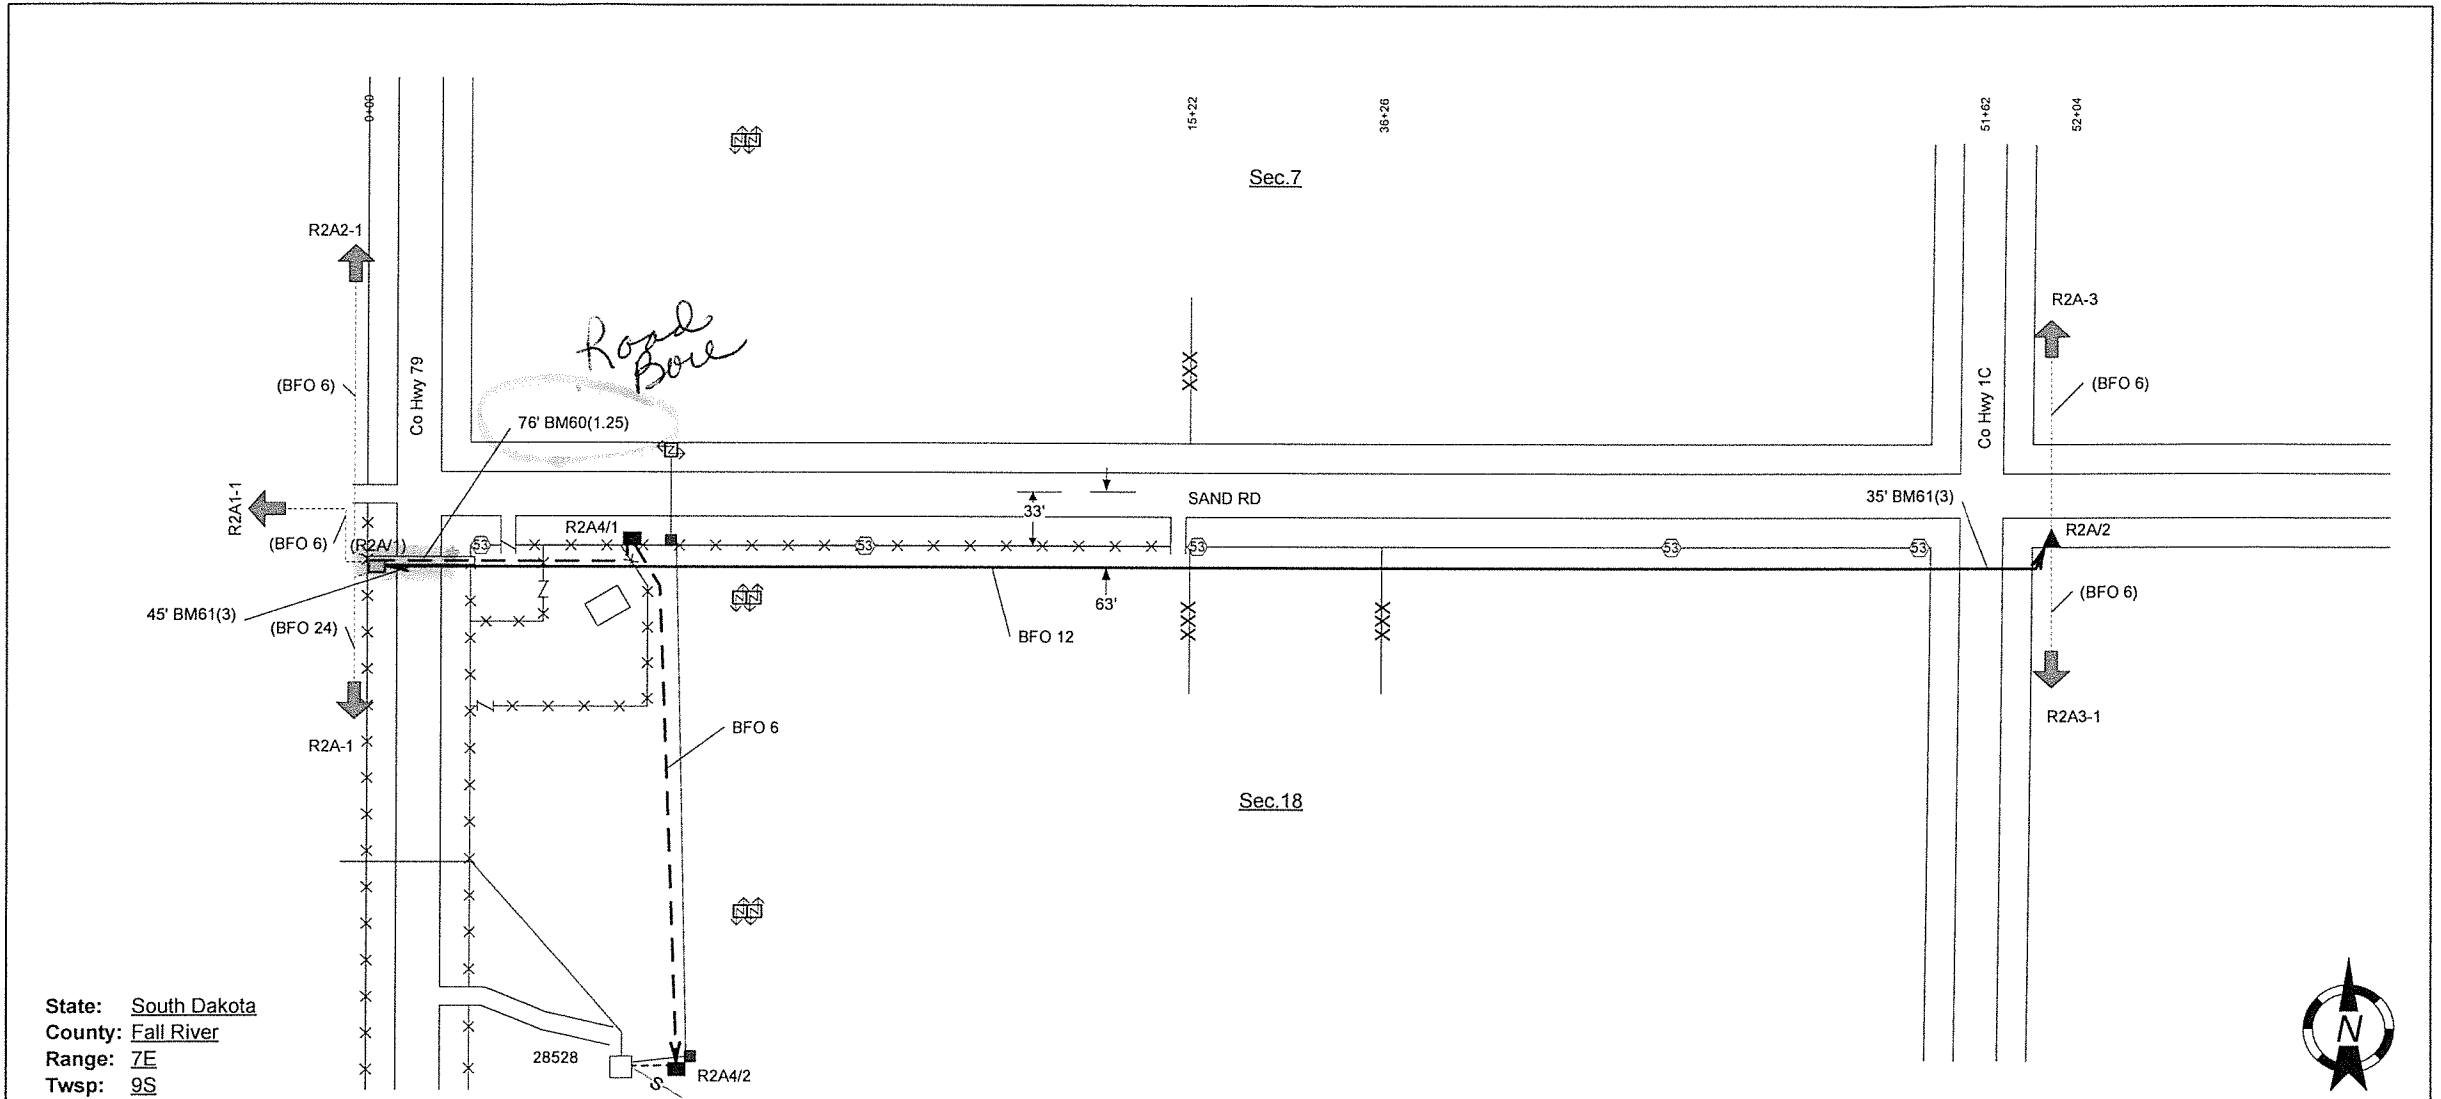 0+00
15+22
36+26
51+62
52+04
Sec.7
R2A2-1
R2A-3
Road
Bore
(BFO 6)
Co Hwy 79
Co Hwy 1C
(BFO 6)
76' BM60(1.25)
Z
R2A1-1
SAND RD
35' BM61(3)
33'
R2A4/1
R2A/2
(BFO 6)
(R2A/1)
53
53
53
53
53
45' BM61(3)
(BFO 24)
63'
BFO 12
(BFO 6)
R2A-1
BFO 6
R2A3-1
Sec.18
State: South Dakota
County: Fall River
Range: 7E
Twsp: 9S
28528
S
R2A4/2
N